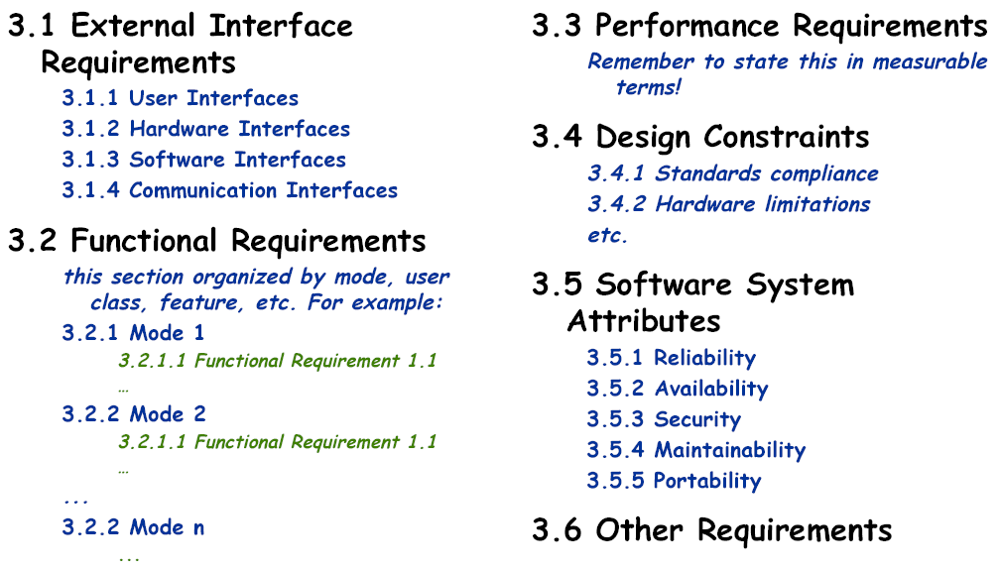 3.1 External Interface
Requirements
3.1.1 User Interfaces
3.1.2 Hardware Interfaces
3.1.3 Software Interfaces
3.1.4 Communication Interfaces
3.2 Functional Requirements
this section organized by mode, user
class, feature, etc. For example:
3.2.1 Mode 1
3.2.1.1 Functional Requirement 1.1
…
3.2.2 Mode 2
3.2.1.1 Functional Requirement 1.1
…
...
3.2.2 Mode n
...
3.3 Performance Requirements
Remember to state this in measurable
terms!
3.4 Design Constraints
3.4.1 Standards compliance
3.4.2 Hardware limitations
etc.
3.5 Software System
Attributes
3.5.1 Reliability
3.5.2 Availability
3.5.3 Security
3.5.4 Maintainability
3.5.5 Portability
3.6 Other Requirements